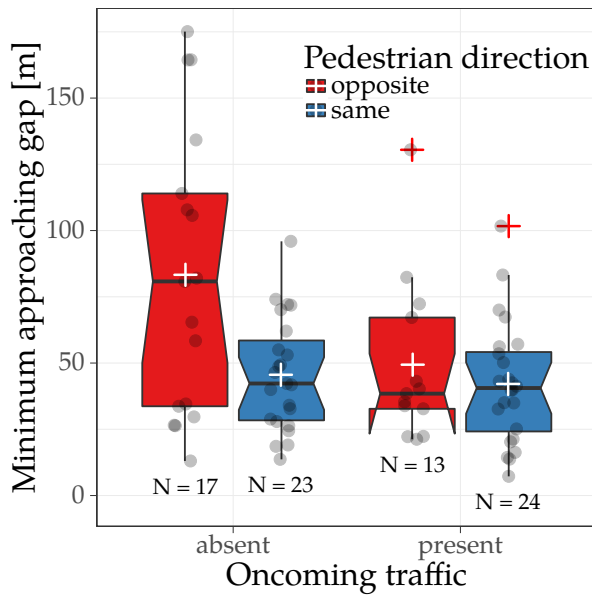 Minimum approaching gap [m]
150
100
50
0
Pedestrian direction
opposite
same
N = 17
N = 23
N = 13
N = 24
absent
present
Oncoming traffic